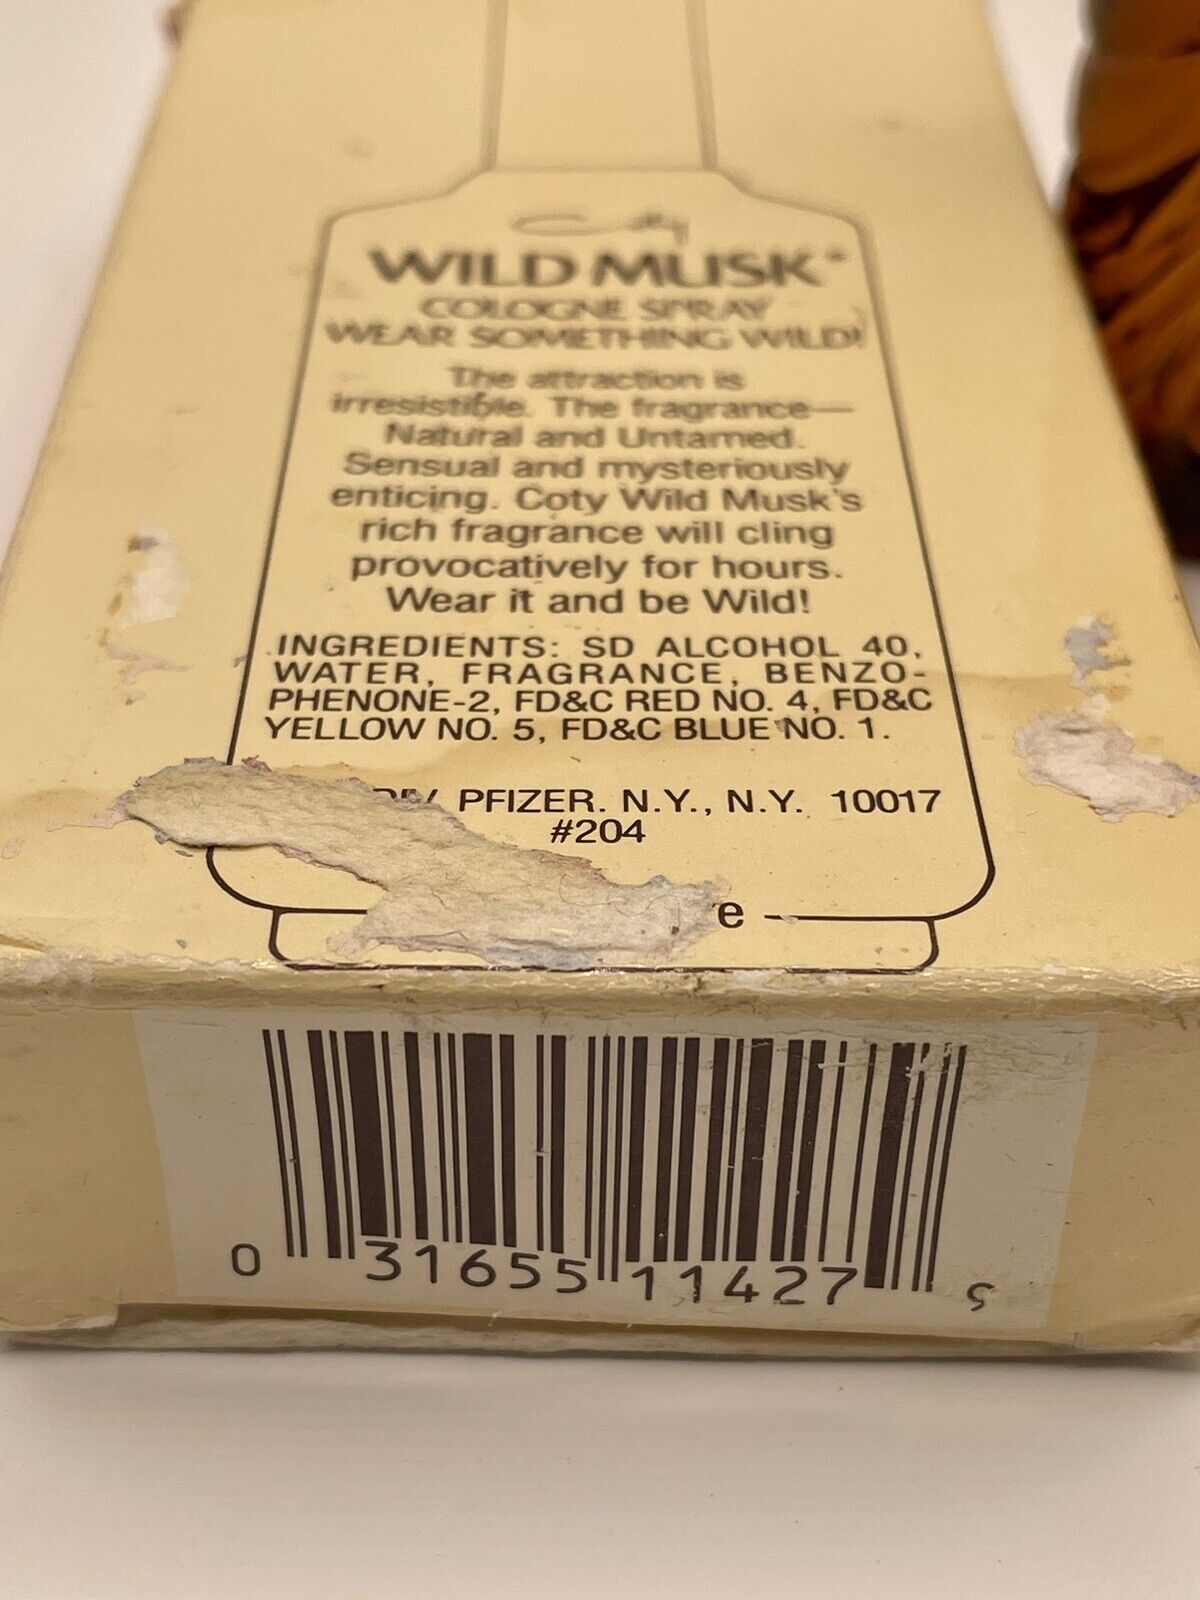 Coty
WILD MUSK®
COLOGNE SPRAY
WEAR SOMETHING WILD!
The attraction is
irresistible. The fragrance—
Natural and Untamed.
Sensual and mysteriously
enticing. Coty Wild Musk's
rich fragrance will cling
provocatively for hours.
Wear it and be Wild!
INGREDIENTS: SD ALCOHOL 40,
WATER, FRAGRANCE, BENZO-
PHENONE-2, FD&C RED NO. 4, FD&C
YELLOW NO. 5, FD&C BLUE NO. 1.
DIV PFIZER. N.Y., N.Y. 10017
#204
e
0 31655 11427